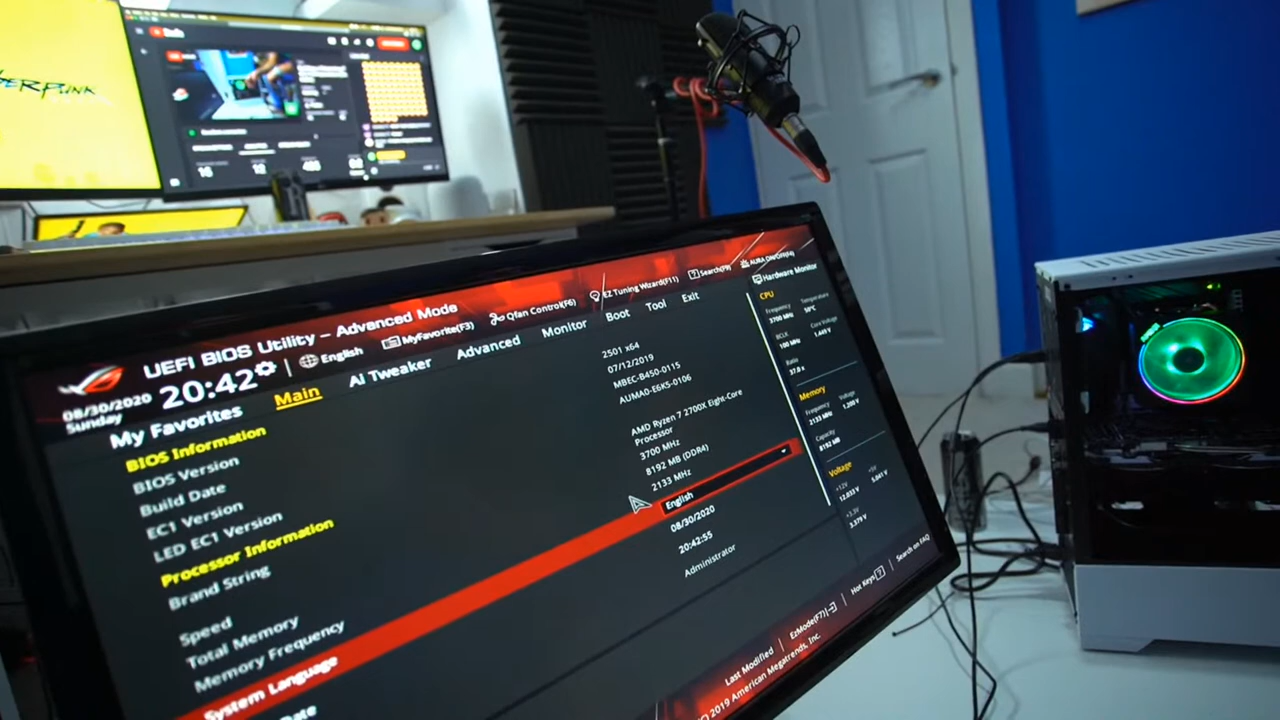 UEFI BIOS Utility – Advanced Mode
08/30/2020
Sunday
20:42
English
MyFavorite(F3)
Qfan Control(F6)
EZ Tuning Wizard(F11)
Search(F9)
AURA ON/OFF(F4)
My Favorites
Main
Ai Tweaker
Advanced
Monitor
Boot
Tool
Exit
Hardware Monitor
BIOS Information
BIOS Version 2501 x64
Build Date 07/12/2019
EC1 Version MBEC-B450-0115
LED EC1 Version AUMA0-E6K5-0106
Processor Information
Brand String AMD Ryzen 7 2700X Eight-Core
Processor
Speed 3700 MHz
Total Memory 8192 MB (DDR4)
Memory Frequency 2133 MHz
System Language English
Date 08/30/2020
20:42:55
Administrator
CPU
Frequency Temperature
3700 MHz
BCLK Core Voltage
100 MHz 1.449 V
Ratio
37.0x
Memory
Frequency Voltage
2133 MHz 1.200 V
Capacity
8192 MB
Voltage
+12V +5V
+3.3V
3.379 V
Last Modified
EzMode(F7)
Hot Keys ?
Search on FAQ
2019 American Megatrends, Inc.